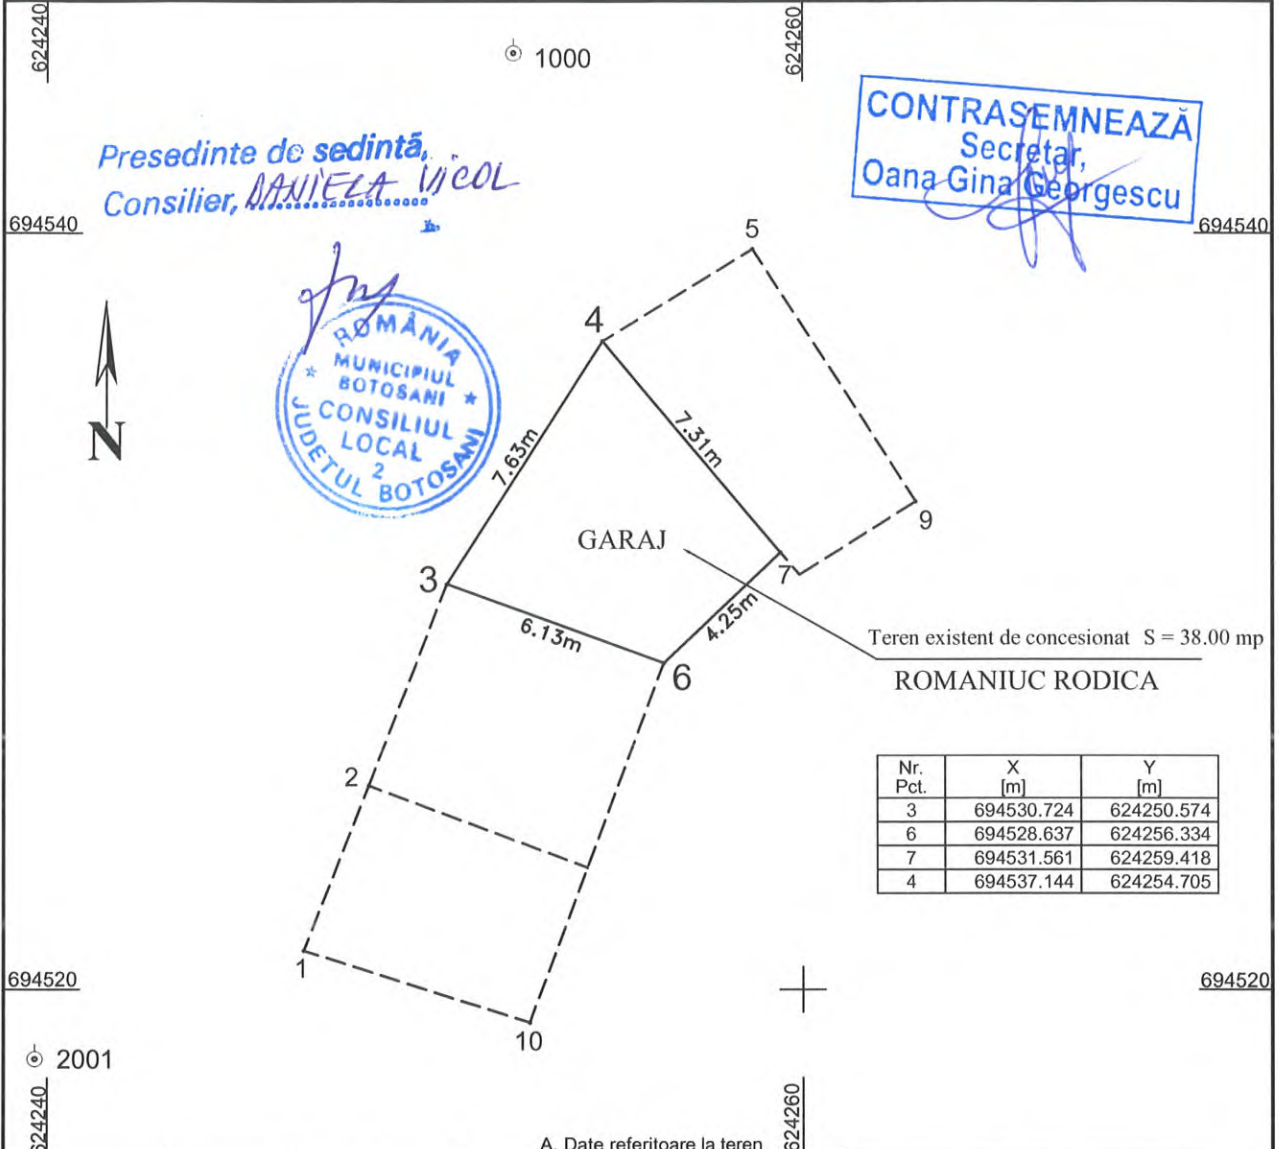 624240
624260
1000
CONTRASEMNEAZĂ
Secretar,
Oana Gina Georgescu
Presedinte de sedintă,
Consilier, DANIELA VICOL
694540
694540
5
4
ROMÂNIA
MUNICIPIUL
BOTOSANI
CONSILIUL
LOCAL
2
JUDETUL BOTOSANI
N
7.63m
7.31m
9
GARAJ
3
7
6.13m
4.25m
6
Teren existent de concesionat S = 38.00 mp
ROMANIUC RODICA
2
Nr. Pct. X [m] Y [m]
3 694530.724 624250.574
6 694528.637 624256.334
7 694531.561 624259.418
4 694537.144 624254.705
1
694520
694520
10
2001
624240
624260
A. Date referitoare la teren